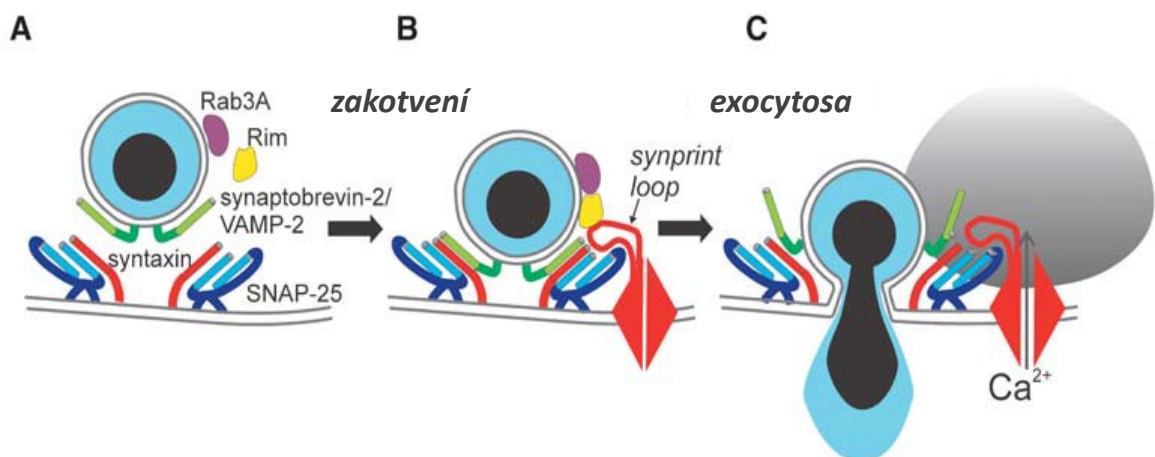 A
B
C
Rab3A
Rim
synaptobrevin-2/
VAMP-2
syntaxin
SNAP-25
zakotvení
synprint
loop
exocytosa
Ca²⁺